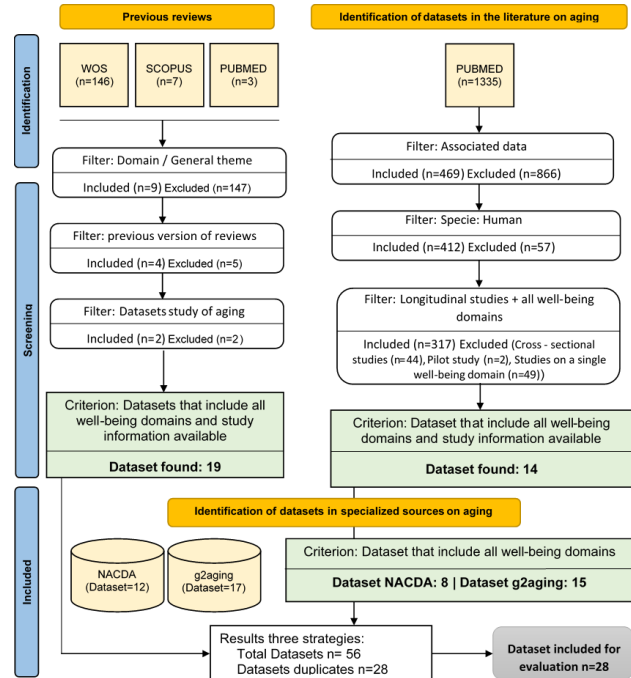 Previous reviews
Identification of datasets in the literature on aging
Identification
WOS
(n=146)
SCOPUS
(n=7)
PUBMED
(n=3)
PUBMED
(n=1335)
Filter: Domain / General theme
Included (n=9) Excluded (n=147)
Filter: Associated data
Included (n=469) Excluded (n=866)
Screening
Filter: previous version of reviews
Included (n=4) Excluded (n=5)
Filter: Specie: Human
Included (n=412) Excluded (n=57)
Filter: Datasets study of aging
Included (n=2) Excluded (n=2)
Filter: Longitudinal studies + all well-being
domains
Included (n=317) Excluded (Cross - sectional
studies (n=44), Pilot study (n=2), Studies on a single
well-being domain (n=49))
Criterion: Datasets that include all
well-being domains and study
information available
Dataset found: 19
Criterion: Dataset that include all well-being
domains and study information available
Dataset found: 14
Included
Identification of datasets in specialized sources on aging
NACDA
(Dataset=12)
g2aging
(Dataset=17)
Criterion: Dataset that include all well-being domains
Dataset NACDA: 8 | Dataset g2aging: 15
Results three strategies:
Total Datasets n= 56
Datasets duplicates n=28
Dataset included for
evaluation n=28